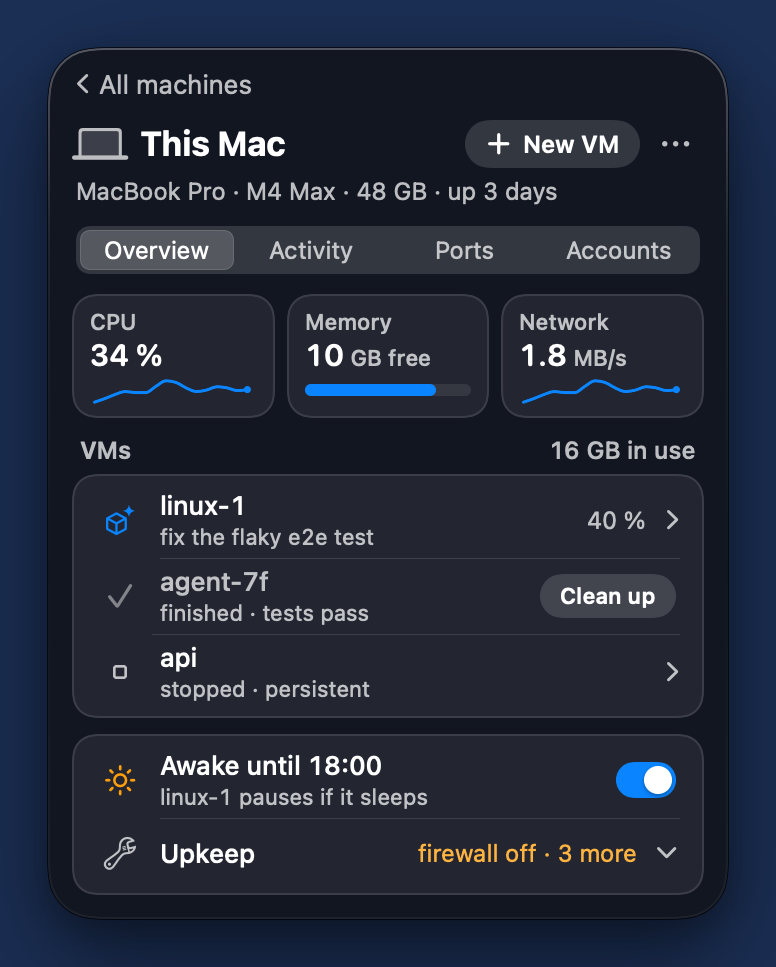 All machines
This Mac
New VM
MacBook Pro · M4 Max · 48 GB · up 3 days
Overview Activity Ports Accounts
CPU Memory Network
34 % 10 GB free 1.8 MB/s
VMs 16 GB in use
linux-1
fix the flaky e2e test
40 %
agent-7f
finished · tests pass
Clean up
api
stopped · persistent
Awake until 18:00
linux-1 pauses if it sleeps
Upkeep firewall off · 3 more